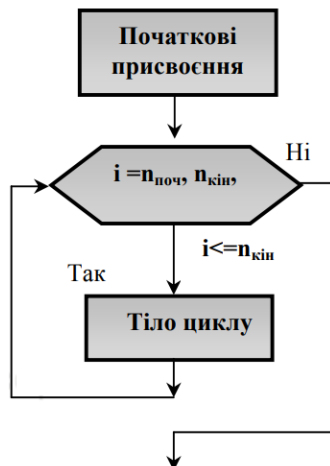 Початкові
присвоєння
Ні
i =nпоч, nкін,
i<=nкін
Так
Тіло циклу